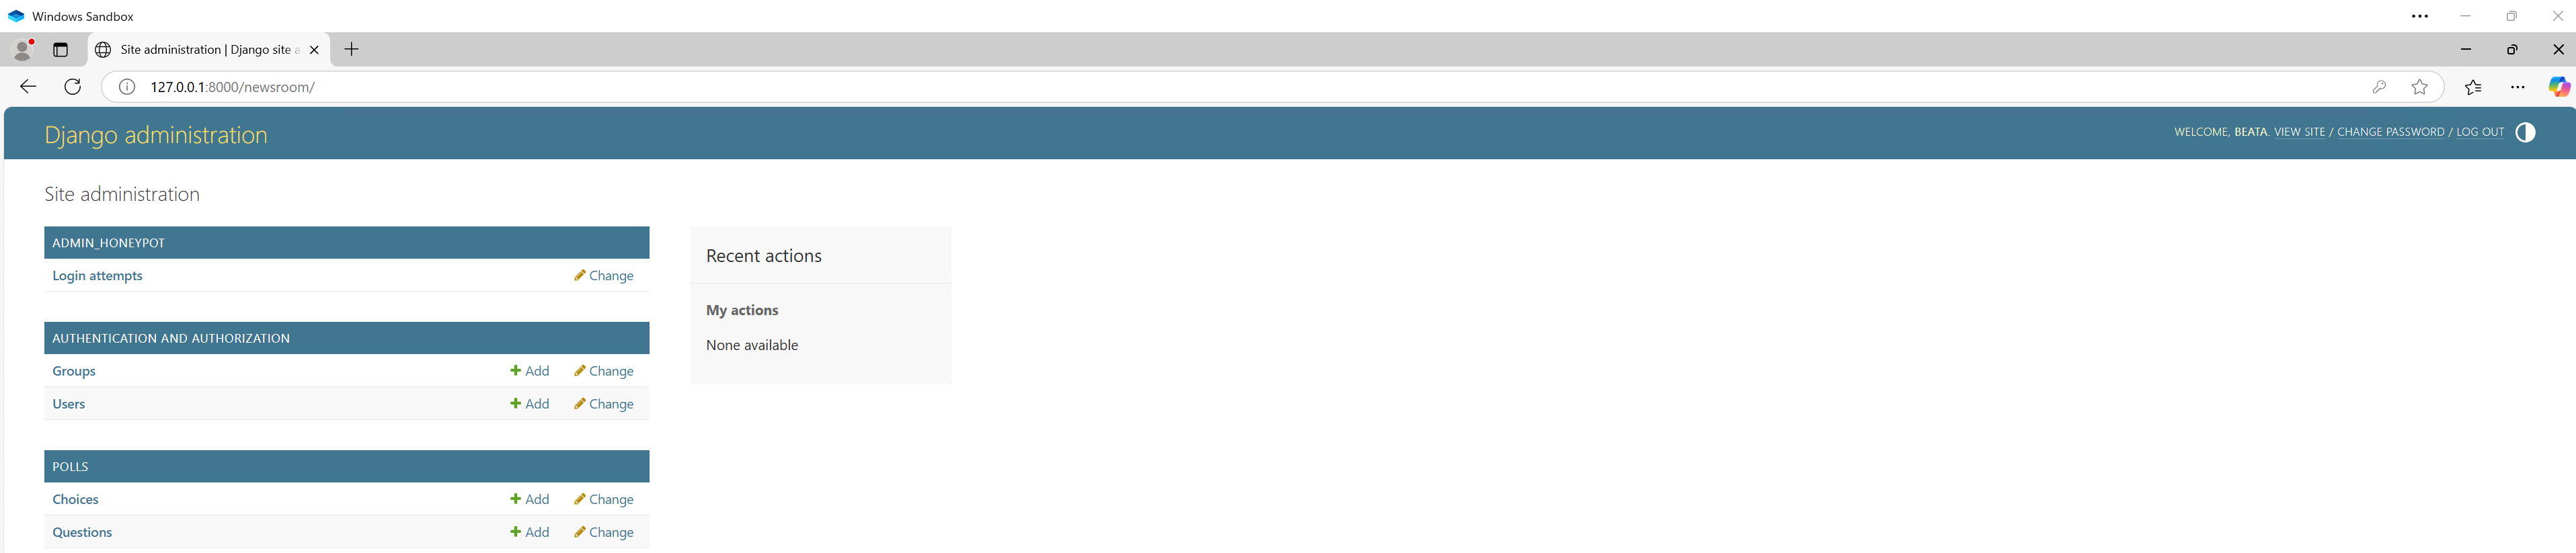 Windows Sandbox
Site administration | Django site a
127.0.0.1:8000/newsroom/
Django administration
WELCOME, BEATA. VIEW SITE / CHANGE PASSWORD / LOG OUT
Site administration
ADMIN_HONEYPOT
Login attempts Change
AUTHENTICATION AND AUTHORIZATION
Groups Add Change
Users Add Change
POLLS
Choices Add Change
Questions Add Change
Recent actions
My actions
None available